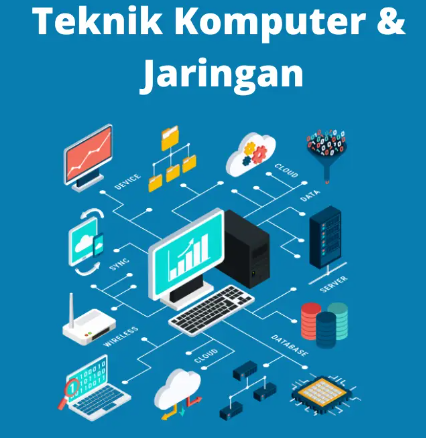 Teknik Komputer &
Jaringan
DEVICE
CLOUD
DATA
SYNC
SERVER
WIRELESS
CLOUD
DATABASE